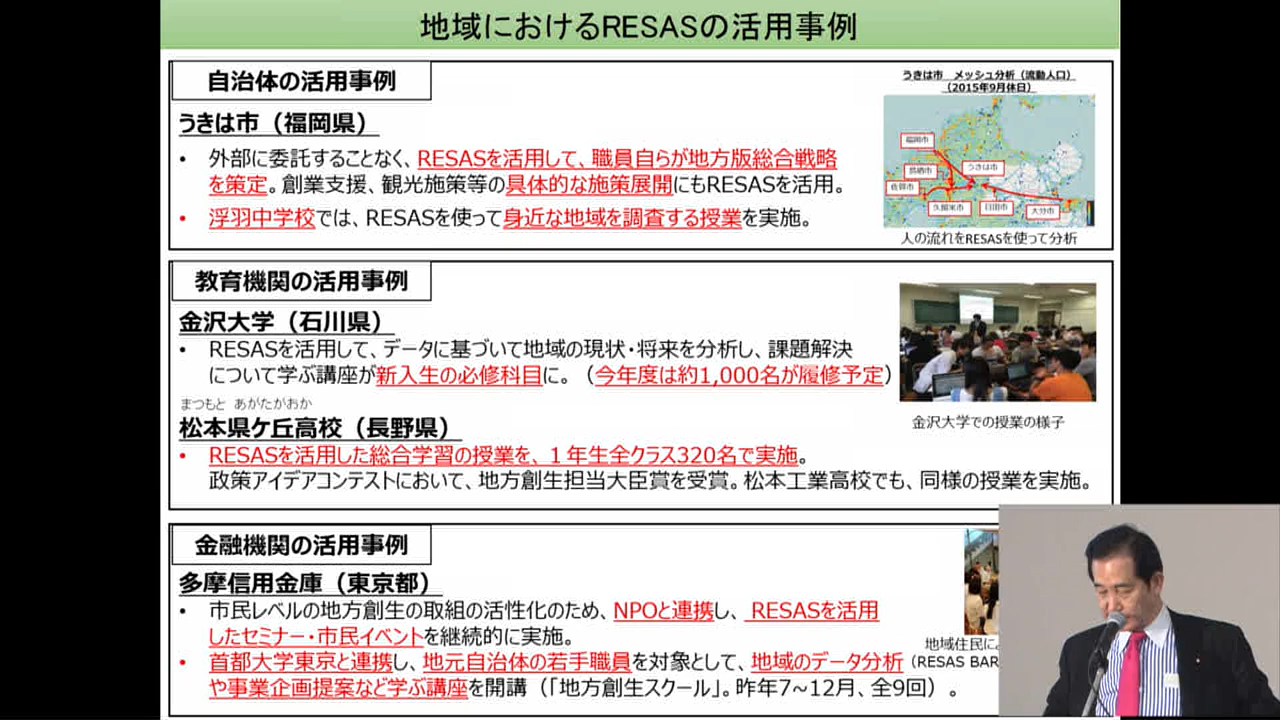 地域におけるRESASの活用事例
自治体の活用事例
うきは市（福岡県）
• 外部に委託することなく、RESASを活用して、職員自らが地方版総合戦略
を策定。創業支援、観光施策等の具体的な施策展開にもRESASを活用。
• 浮羽中学校では、RESASを使って身近な地域を調査する授業を実施。
うきは市　メッシュ分析（流動人口）
（2015年9月休日）
福岡市
鳥栖市
うきは市
佐賀市
久留米市
日田市
大分市
人の流れをRESASを使って分析
教育機関の活用事例
金沢大学（石川県）
• RESASを活用して、データに基づいて地域の現状・将来を分析し、課題解決
について学ぶ講座が新入生の必修科目に。（今年度は約1,000名が履修予定）
金沢大学での授業の様子
まつもと　あがたがおか
松本県ケ丘高校（長野県）
• RESASを活用した総合学習の授業を、１年生全クラス320名で実施。
政策アイデアコンテストにおいて、地方創生担当大臣賞を受賞。松本工業高校でも、同様の授業を実施。
金融機関の活用事例
多摩信用金庫（東京都）
• 市民レベルの地方創生の取組の活性化のため、NPOと連携し、RESASを活用
したセミナー・市民イベントを継続的に実施。
• 首都大学東京と連携し、地元自治体の若手職員を対象として、地域のデータ分析
や事業企画提案など学ぶ講座を開講（「地方創生スクール」。昨年7～12月、全9回）。
地域住民に
（RESAS BAR